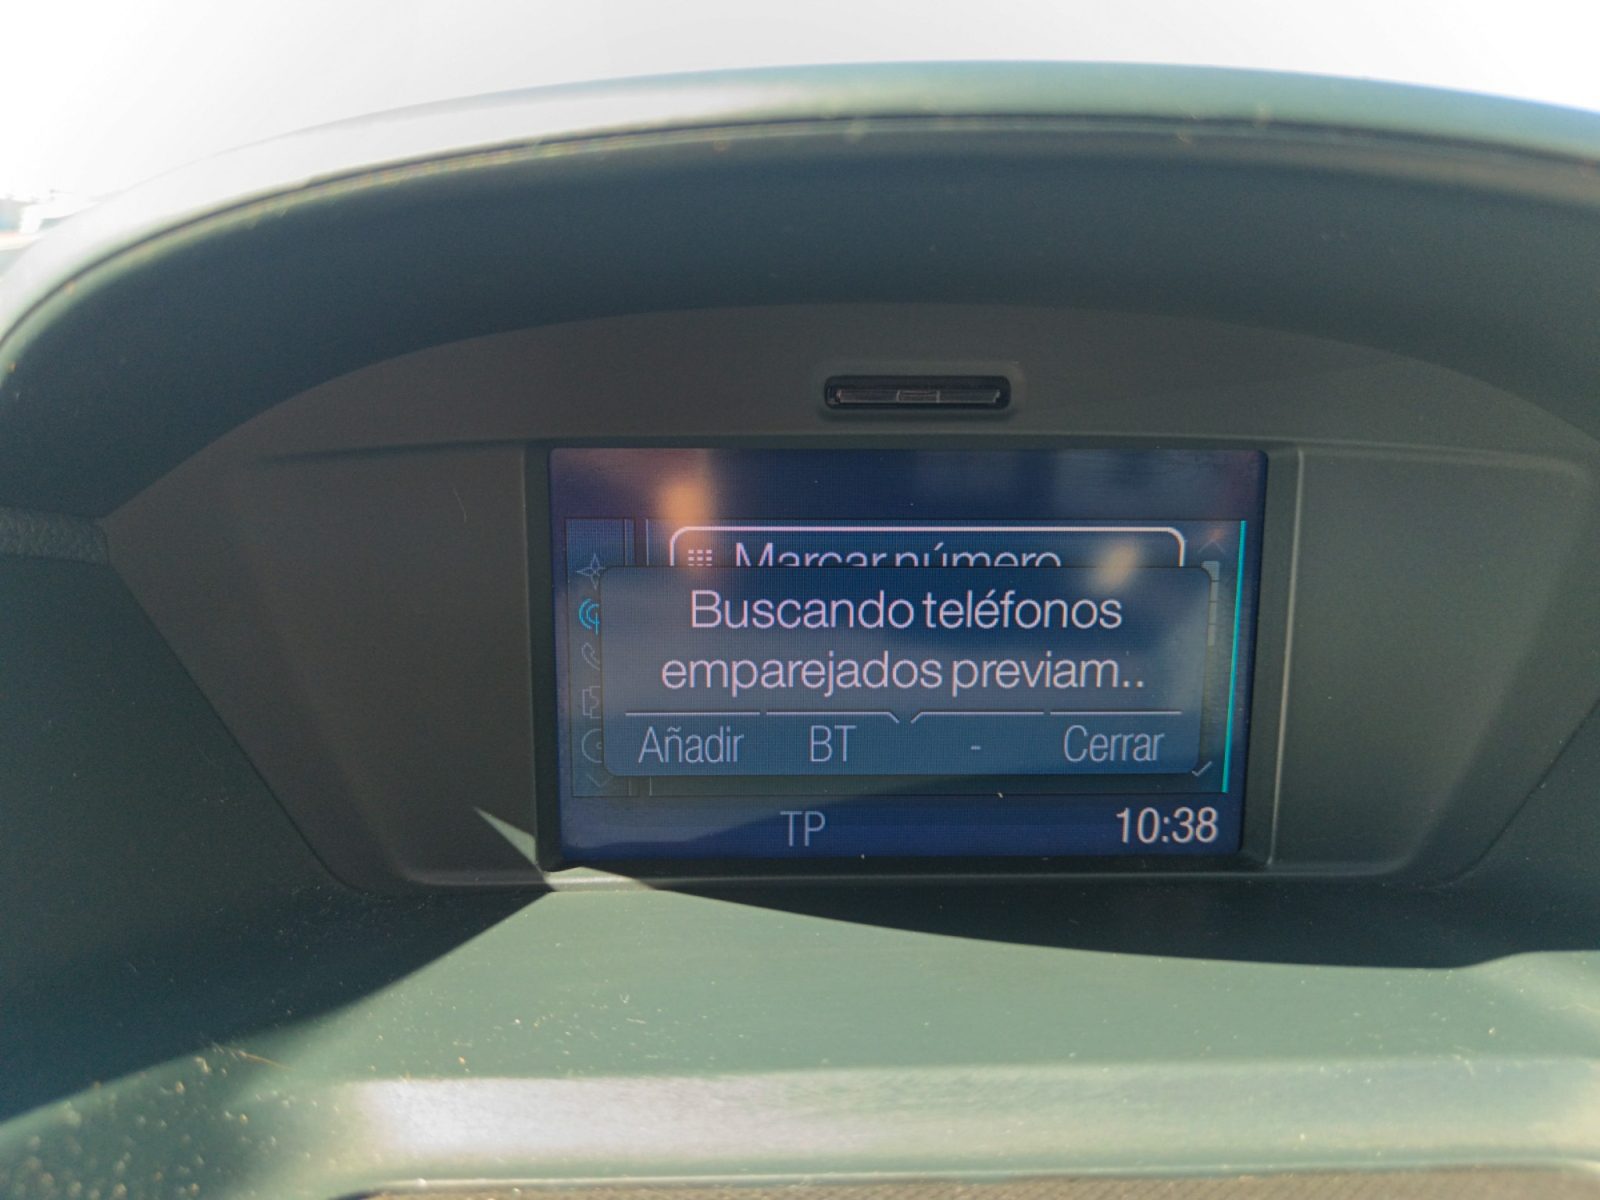 Marcar número
Buscando teléfonos
emparejados previam..
Añadir BT - Cerrar
TP 10:38